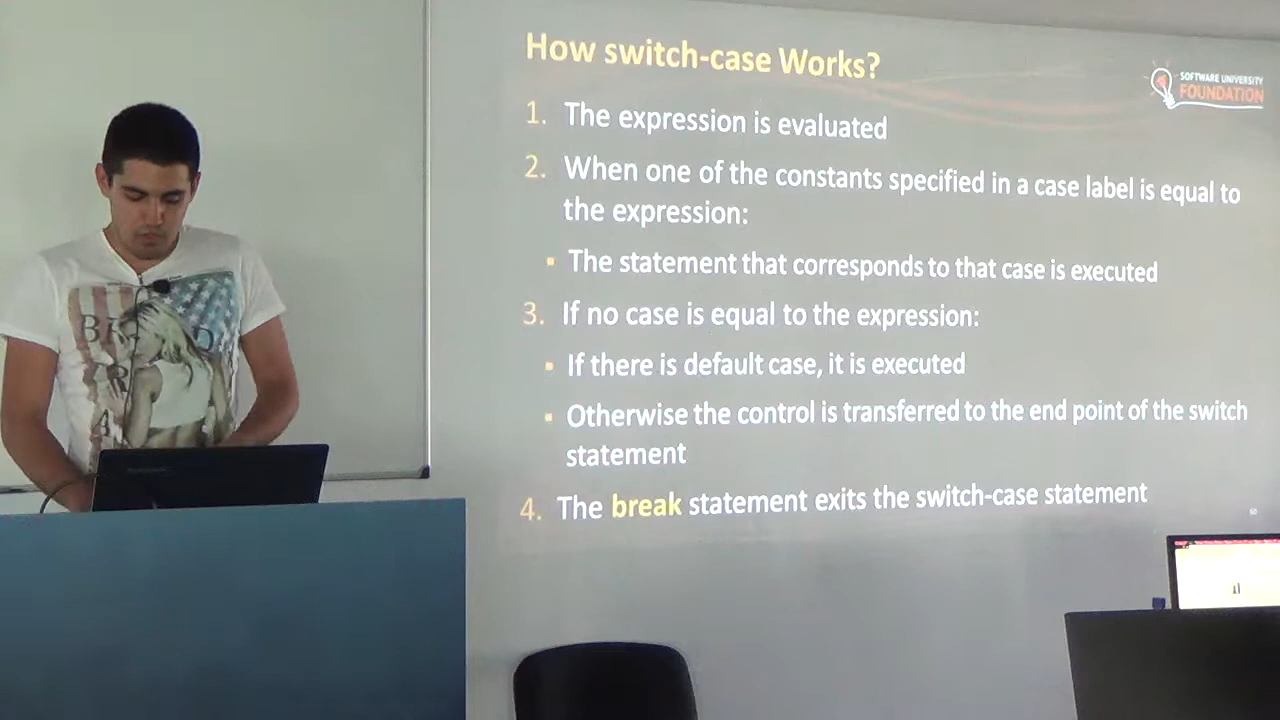 How switch-case Works?
SOFTWARE UNIVERSITY
FOUNDATION
1. The expression is evaluated
2. When one of the constants specified in a case label is equal to
the expression:
▪ The statement that corresponds to that case is executed
3. If no case is equal to the expression:
▪ If there is default case, it is executed
▪ Otherwise the control is transferred to the end point of the switch
statement
4. The break statement exits the switch-case statement